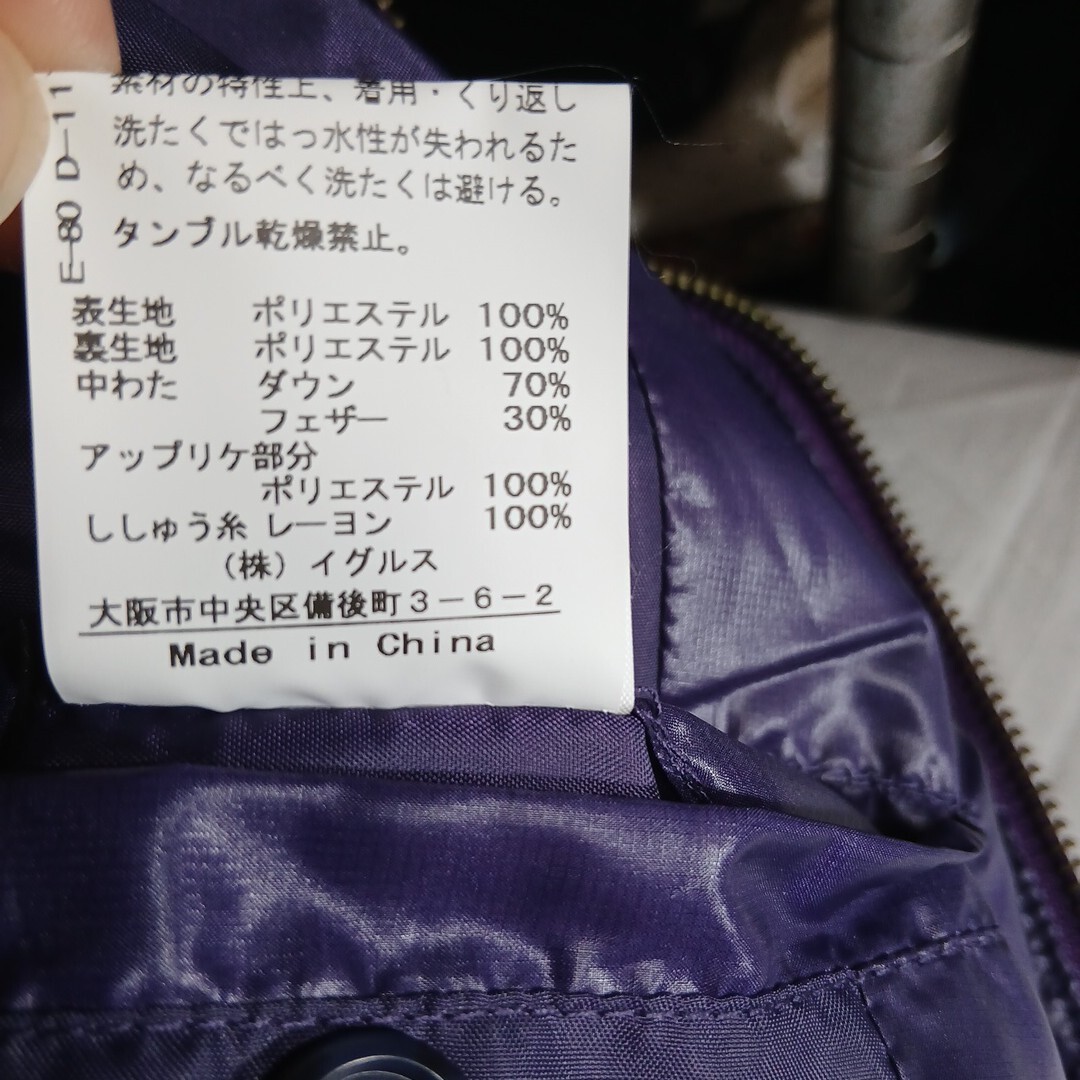 素材の特性上、着用・くり返し
洗たくではっ水性が失われるた
め、なるべく洗たくは避ける。
タンブル乾燥禁止。
表生地 ポリエステル 100%
裏生地 ポリエステル 100%
中わた ダウン 70%
フェザー 30%
アップリケ部分
ポリエステル 100%
ししゅう糸 レーヨン 100%
(株)イグルス
大阪市中央区備後町3-6-2
Made in China